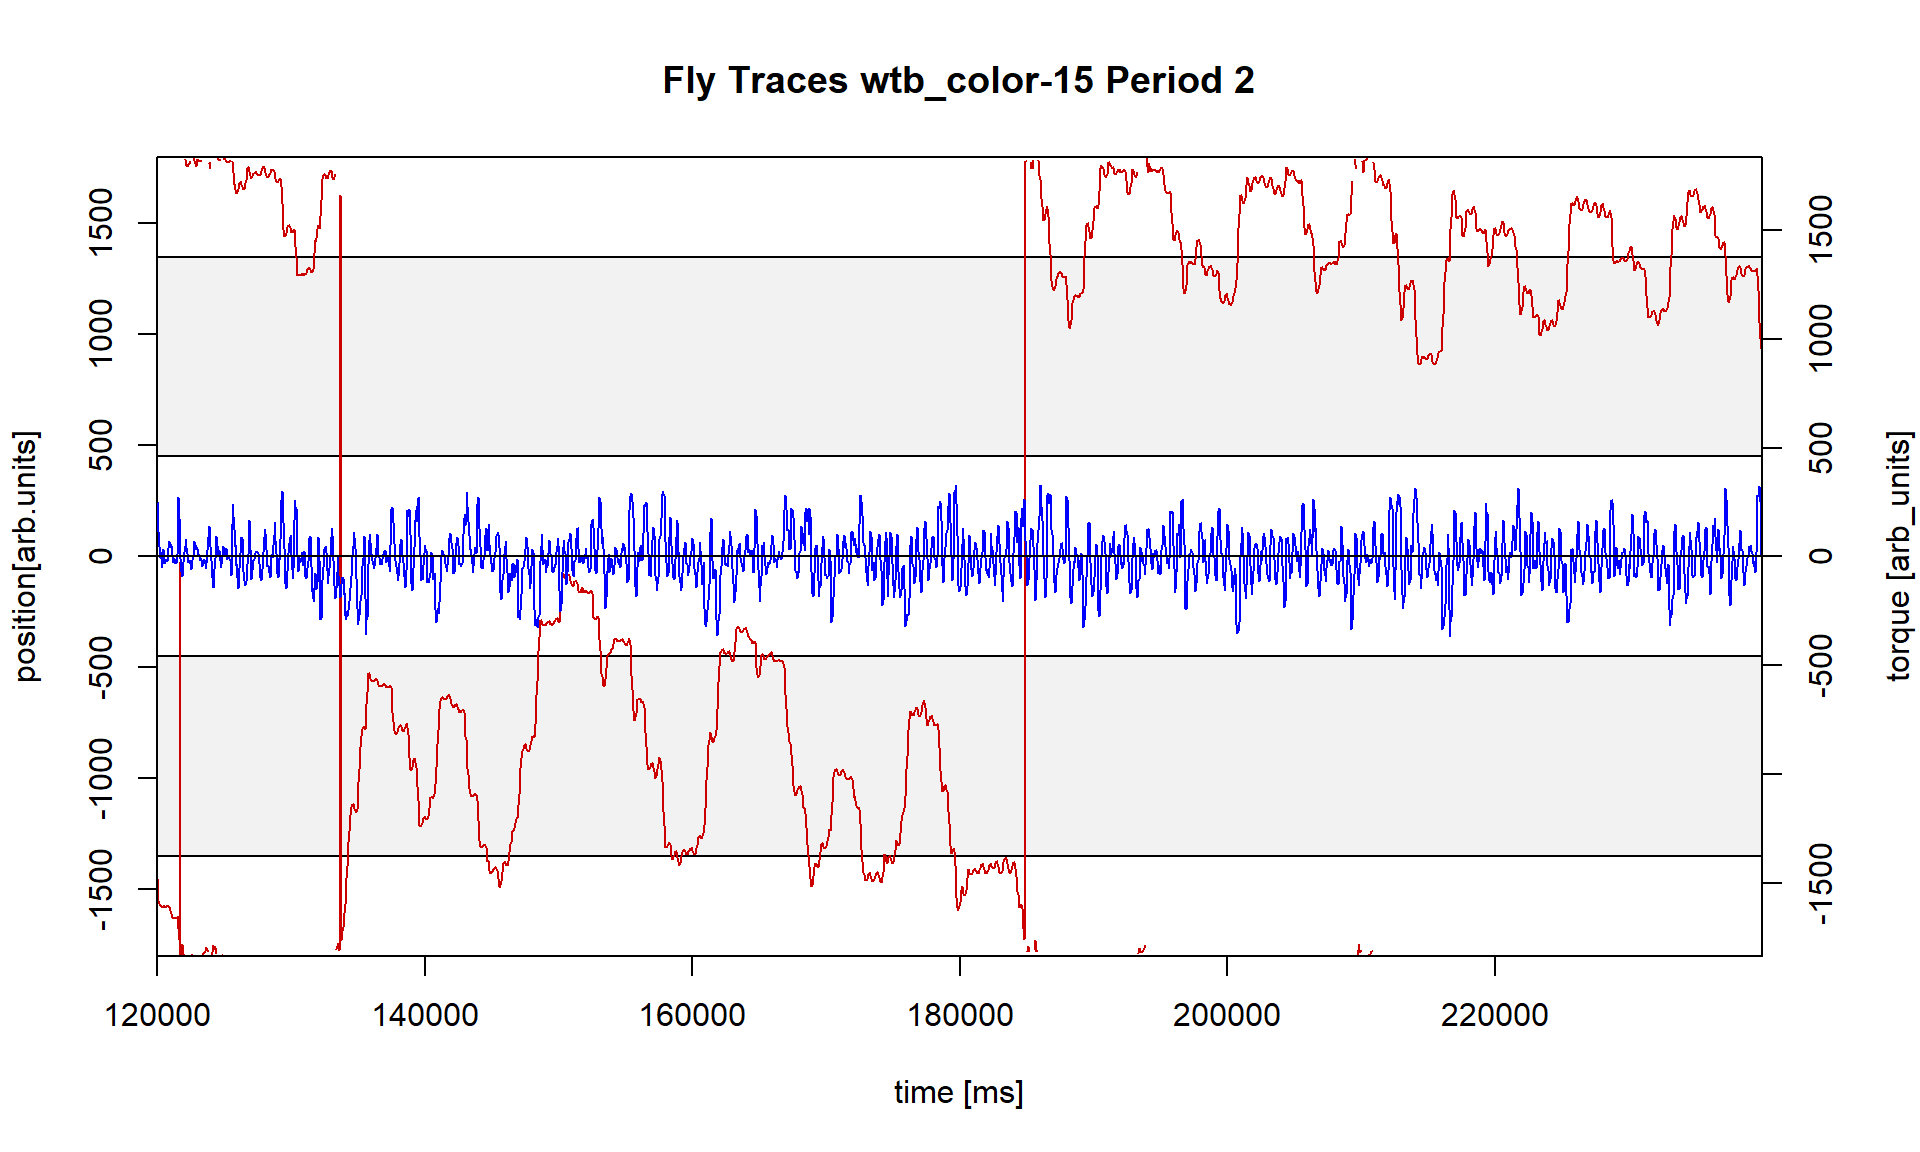 Fly Traces wtb_color-15 Period 2
position[arb.units]
1500
1000
500
0
-500
-1000
-1500
1500
1000
500
0
-500
-1500
torque [arb_units]
120000 140000 160000 180000 200000 220000
time [ms]